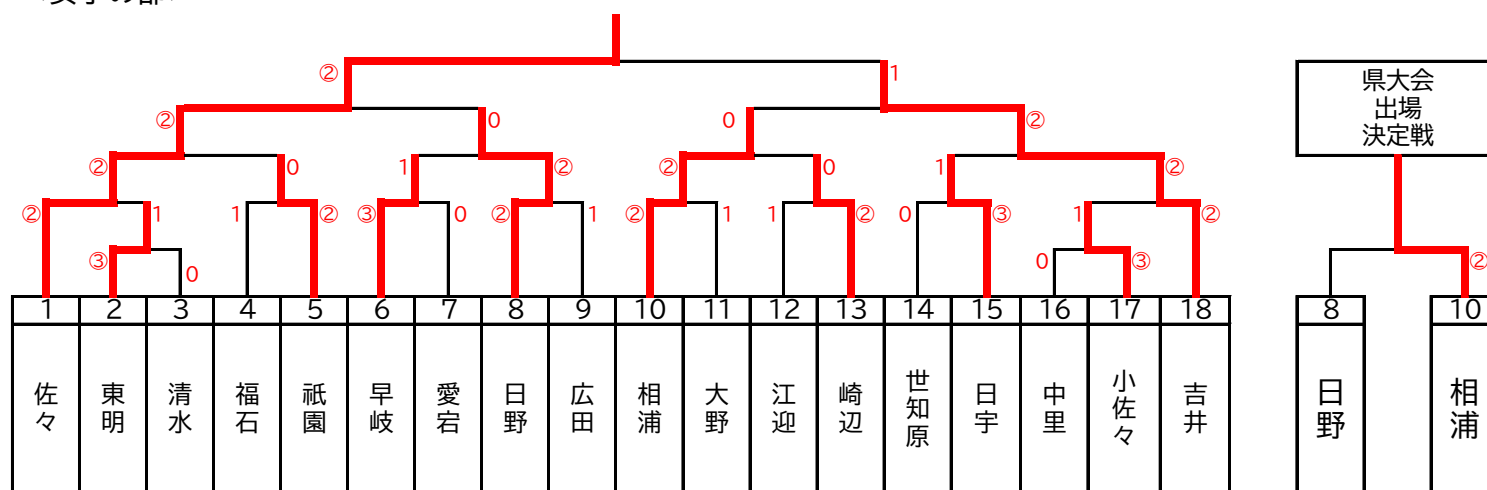 ② 1 県大会
出場
決定戦
② 0 0 ②
② 0 1 ② ② 0 1 ②
② 1 1 ② ③ 0 ② 1 ② 1 1 ② 0 ③ 1 ②
③ 0 0 ③ ②
1 2 3 4 5 6 7 8 9 10 11 12 13 14 15 16 17 18 8 10
佐々 東明 清水 福石 祇園 早岐 愛宕 日野 広田 相浦 大野 江迎 崎辺 世知原 日宇 中里 小佐々 吉井 日野 相浦